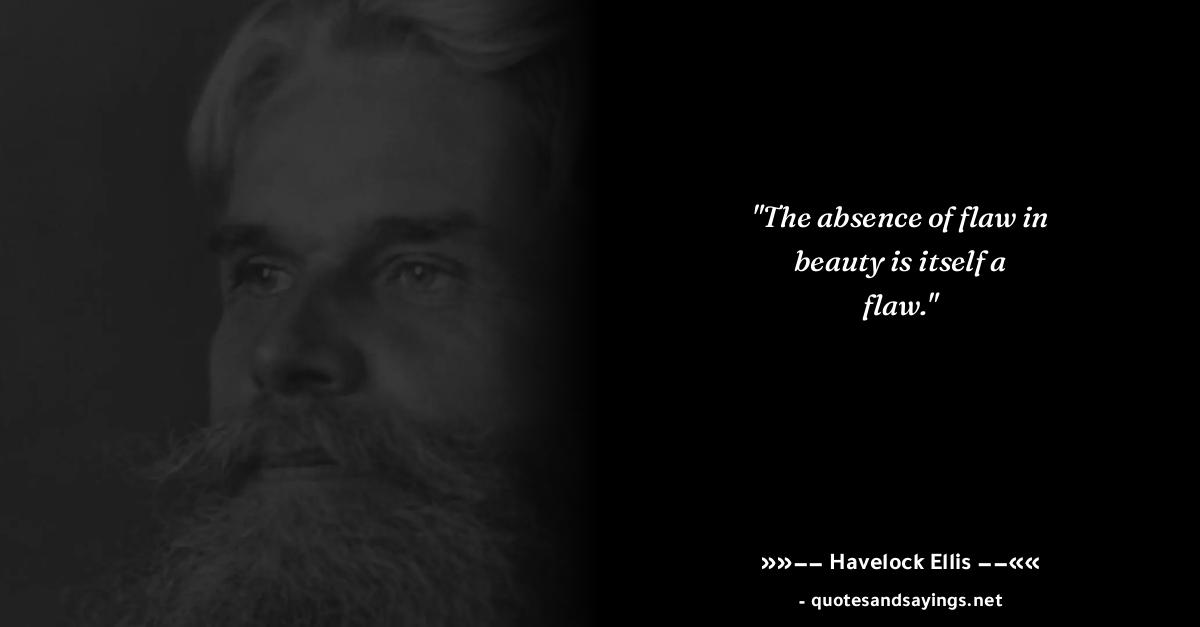 "The absence of flaw in
beauty is itself a
flaw."
»»−− Havelock Ellis −−««
- quotesandsayings.net